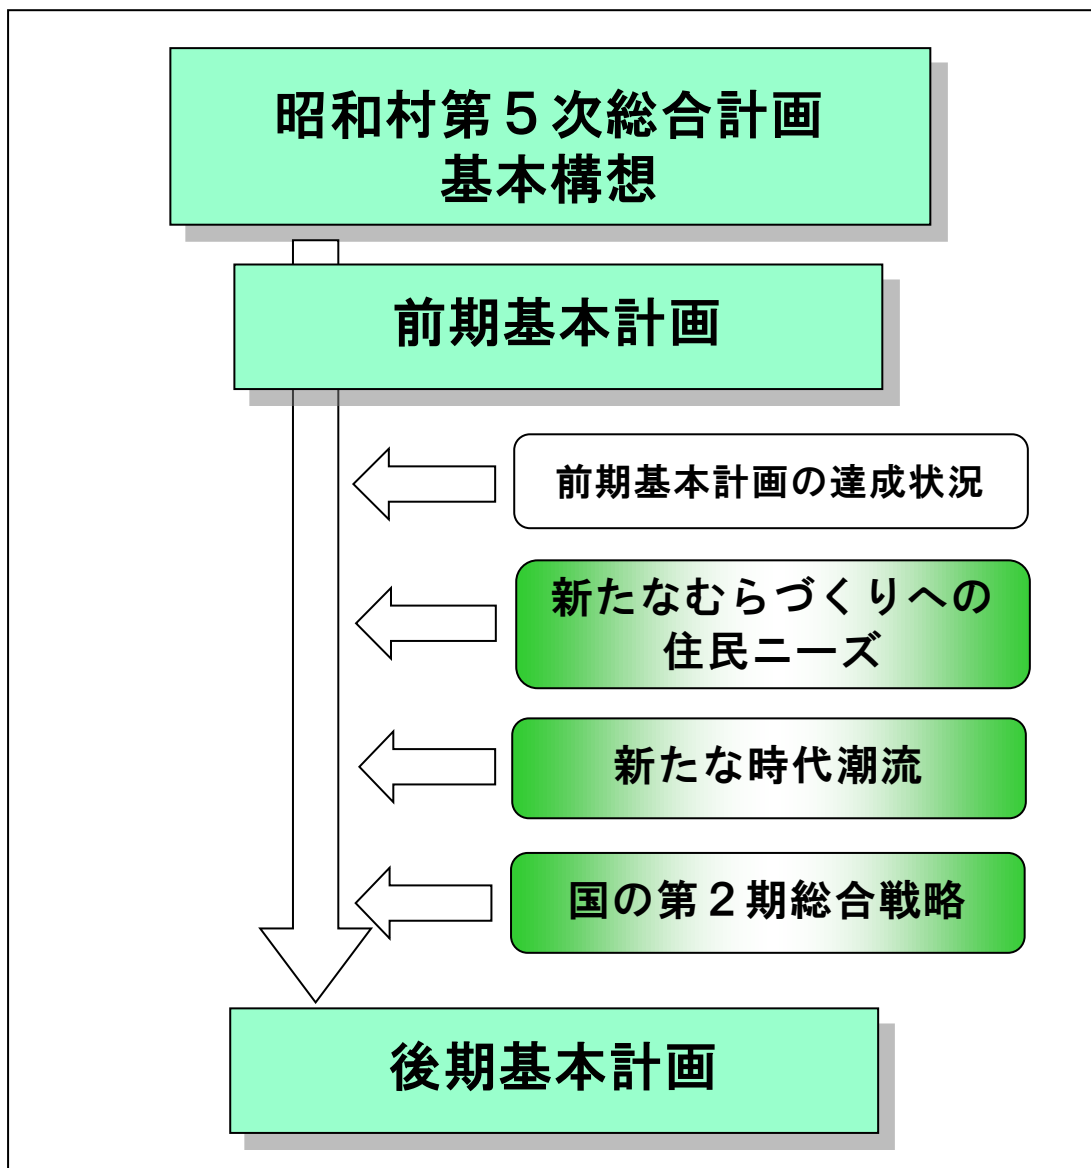 昭和村第５次総合計画
基本構想
前期基本計画
前期基本計画の達成状況
新たなむらづくりへの
住民ニーズ
新たな時代潮流
国の第２期総合戦略
後期基本計画